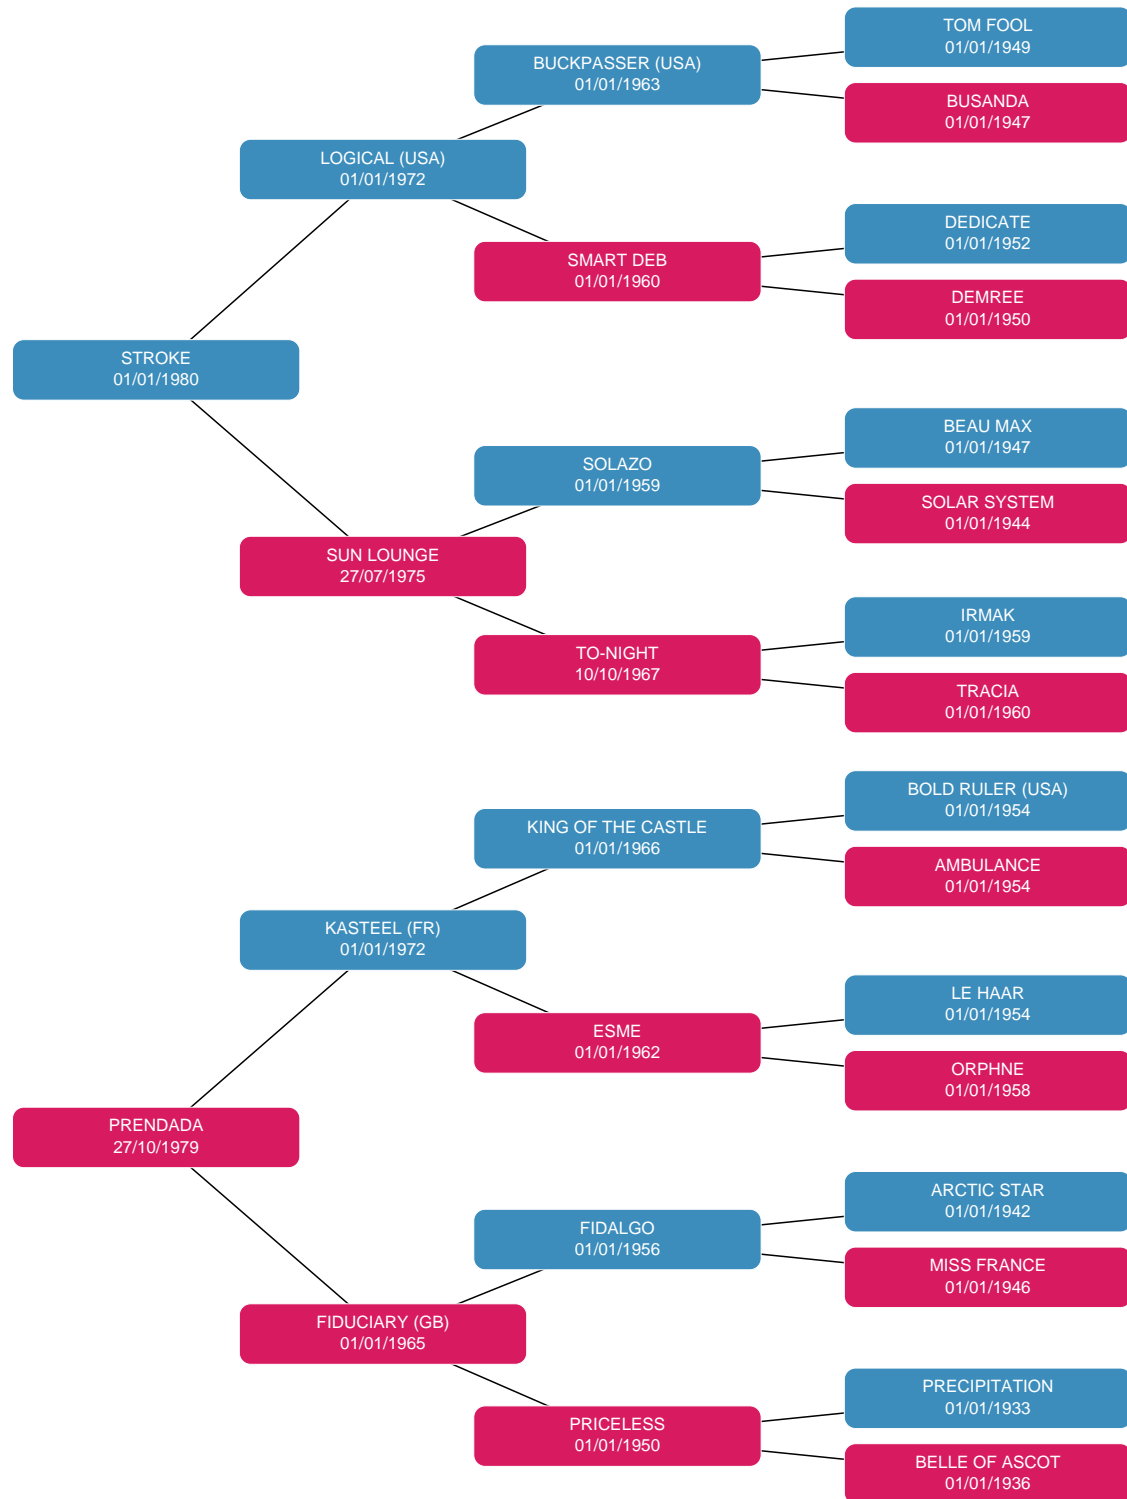 TOM FOOL
01/01/1949
BUCKPASSER (USA)
01/01/1963
BUSANDA
01/01/1947
LOGICAL (USA)
01/01/1972
DEDICATE
01/01/1952
SMART DEB
01/01/1960
DEMREE
01/01/1950
STROKE
01/01/1980
BEAU MAX
01/01/1947
SOLAZO
01/01/1959
SOLAR SYSTEM
01/01/1944
SUN LOUNGE
27/07/1975
IRMAK
01/01/1959
TO-NIGHT
10/10/1967
TRACIA
01/01/1960
BOLD RULER (USA)
01/01/1954
KING OF THE CASTLE
01/01/1966
AMBULANCE
01/01/1954
KASTEEL (FR)
01/01/1972
LE HAAR
01/01/1954
ESME
01/01/1962
ORPHNE
01/01/1958
PRENDADA
27/10/1979
ARCTIC STAR
01/01/1942
FIDALGO
01/01/1956
MISS FRANCE
01/01/1946
FIDUCIARY (GB)
01/01/1965
PRECIPITATION
01/01/1933
PRICELESS
01/01/1950
BELLE OF ASCOT
01/01/1936